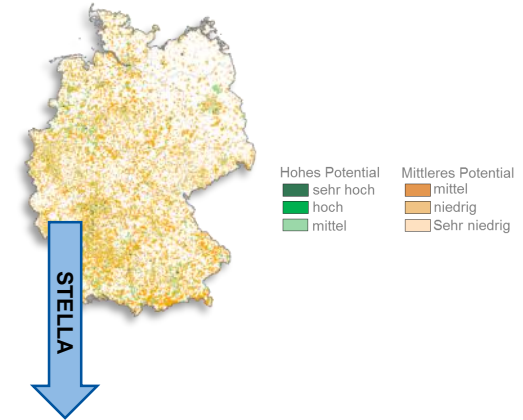 Hohes Potential
sehr hoch
hoch
mittel
Mittleres Potential
mittel
niedrig
Sehr niedrig
STELLA